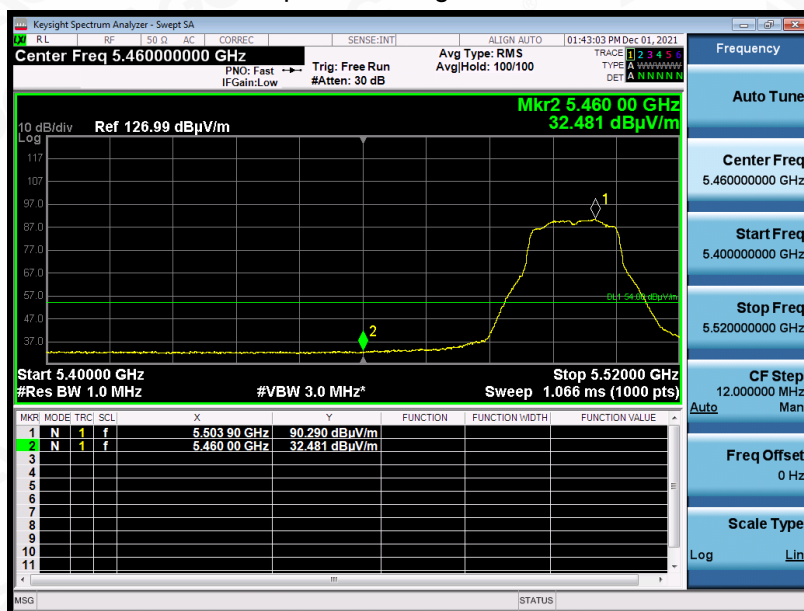 Keysight Spectrum Analyzer - Swept SA
LXI RL RF 50 Ω AC CORREC SENSE:INT ALIGN AUTO 01:43:03 PM Dec 01, 2021
Center Freq 5.460000000 GHz
PNO: Fast
IFGain:Low
Trig: Free Run
#Atten: 30 dB
Avg Type: RMS
Avg|Hold: 100/100
TRACE 1 2 3 4 5 6
TYPE A WWWWW
DET A N N N N N
Mkr2 5.460 00 GHz
32.481 dBµV/m
10 dB/div Ref 126.99 dBµV/m
Log
117
107
97.0
87.0
77.0
67.0
57.0
47.0
37.0
1
DL1 54.00 dBµV/m
2
Start 5.40000 GHz Stop 5.52000 GHz
#Res BW 1.0 MHz #VBW 3.0 MHz* Sweep 1.066 ms (1000 pts)
MKR MODE TRC SCL X Y FUNCTION FUNCTION WIDTH FUNCTION VALUE
1 N 1 f 5.503 90 GHz 90.290 dBµV/m
2 N 1 f 5.460 00 GHz 32.481 dBµV/m
3
4
5
6
7
8
9
10
11
MSG STATUS
Frequency
Auto Tune
Center Freq
5.460000000 GHz
Start Freq
5.400000000 GHz
Stop Freq
5.520000000 GHz
CF Step
12.000000 MHz
Auto Man
Freq Offset
0 Hz
Scale Type
Log Lin